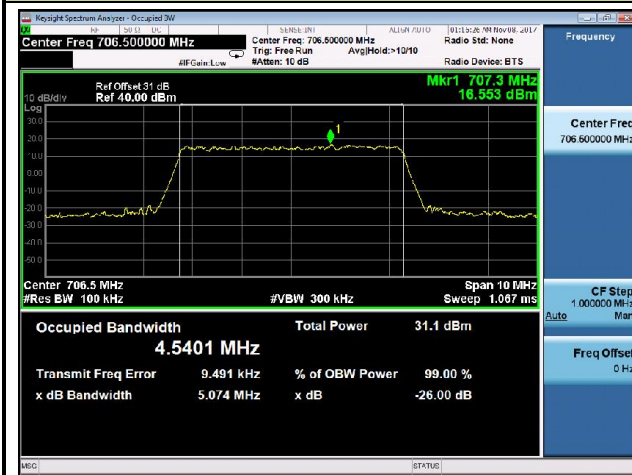 Keysight Spectrum Analyzer - Occupied BW
RF 50 Ω DC SENSE:INT ALIGN AUTO 01:15:26 AM Nov 08, 2017
Center Freq 706.500000 MHz Center Freq: 706.500000 MHz Radio Std: None Frequency
Trig: Free Run Avg|Hold:>10/10
#IFGain:Low #Atten: 10 dB Radio Device: BTS
Ref Offset 31 dB Mkr1 707.3 MHz
10 dB/div Ref 40.00 dBm 16.553 dBm
Log
30.0
20.0
10.0
0.00
-10.0
-20.0
-30.0
-40.0
-50.0
1
Center Freq
706.500000 MHz
Center 706.5 MHz Span 10 MHz
#Res BW 100 kHz #VBW 300 kHz Sweep 1.067 ms
CF Step
1.000000 MHz
Auto Man
Occupied Bandwidth Total Power 31.1 dBm
4.5401 MHz
Freq Offset
0 Hz
Transmit Freq Error 9.491 kHz % of OBW Power 99.00 %
x dB Bandwidth 5.074 MHz x dB -26.00 dB
MSG STATUS